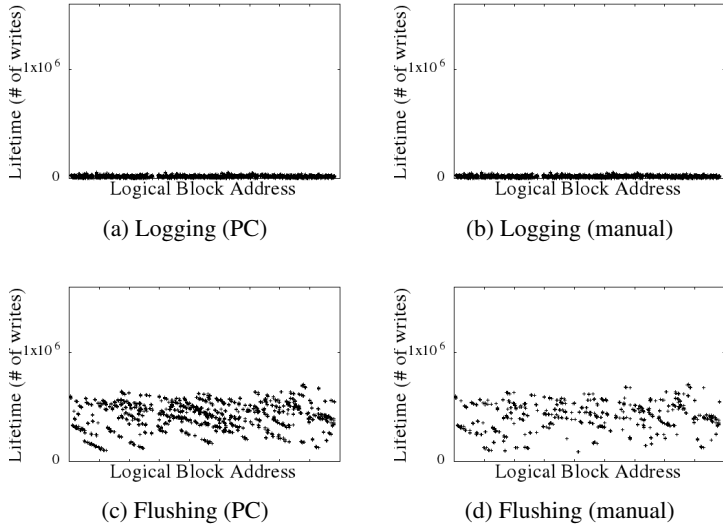 Lifetime (# of writes)
1x10 6
0
Logical Block Address
(a) Logging (PC)
Lifetime (# of writes)
1x10 6
0
Logical Block Address
(b) Logging (manual)
Lifetime (# of writes)
1x10 6
0
Logical Block Address
(c) Flushing (PC)
Lifetime (# of writes)
1x10 6
0
Logical Block Address
(d) Flushing (manual)